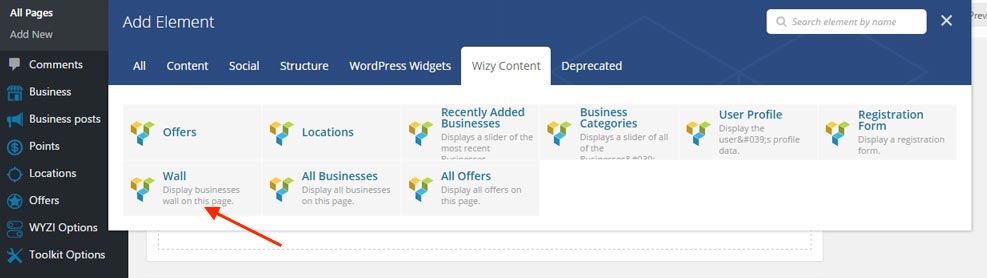 All Pages
Add New
Comments
Business
Business posts
Points
Locations
Offers
WYZI Options
Toolkit Options
Add Element
Search element by name
All
Content
Social
Structure
WordPress Widgets
Wizy Content
Deprecated
Offers
Locations
Recently Added
Businesses
Displays a slider of the
most recent
Businesses
Business
Categories
Displays a slider of all
of the
Businesses&#039;
User Profile
Display the
user&#039;s profile
data.
Registration
Form
Display a registration
form.
Wall
Display businesses
wall on this page.
All Businesses
Display all businesses
on this page.
All Offers
Display all offers on
this page.
Prev